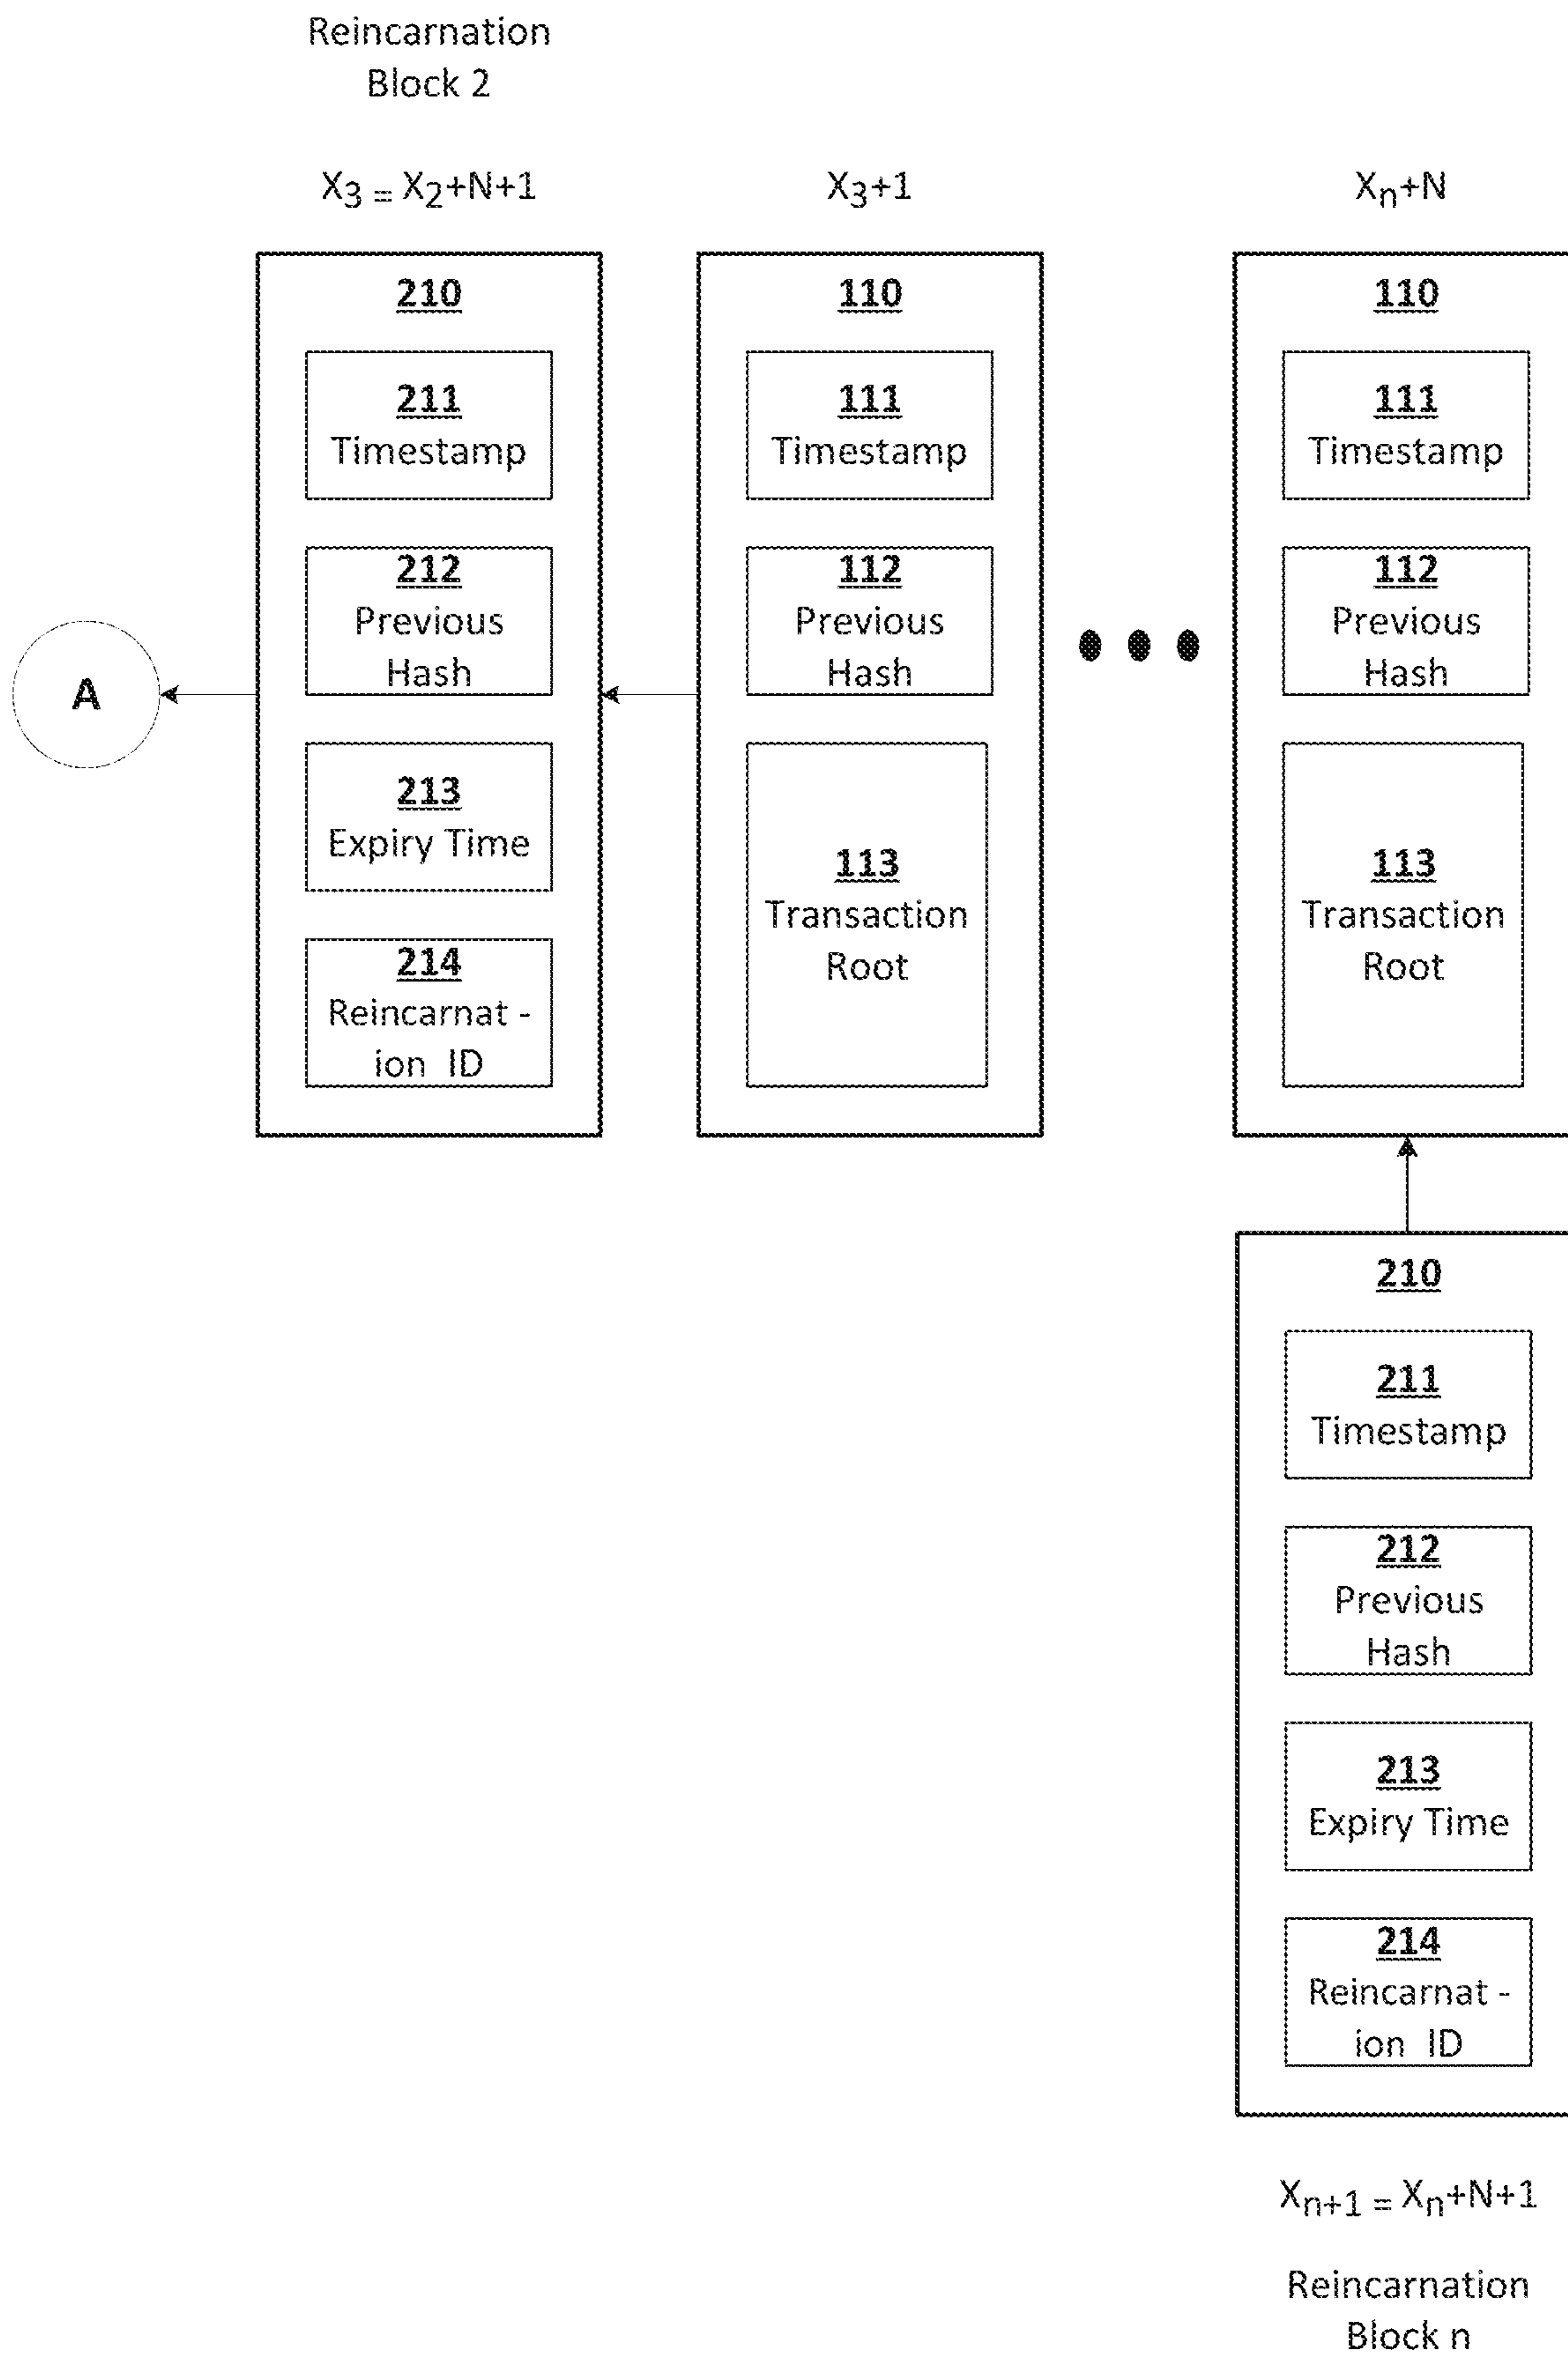 Reincarnation
Block 2
X3 = X2+N+1
X3+1
Xn+N
210
211
Timestamp
212
Previous
Hash
213
Expiry Time
214
Reincarnat -
ion ID
110
111
Timestamp
112
Previous
Hash
113
Transaction
Root
110
111
Timestamp
112
Previous
Hash
113
Transaction
Root
A
210
211
Timestamp
212
Previous
Hash
213
Expiry Time
214
Reincarnat -
ion ID
Xn+1 = Xn+N+1
Reincarnation
Block n